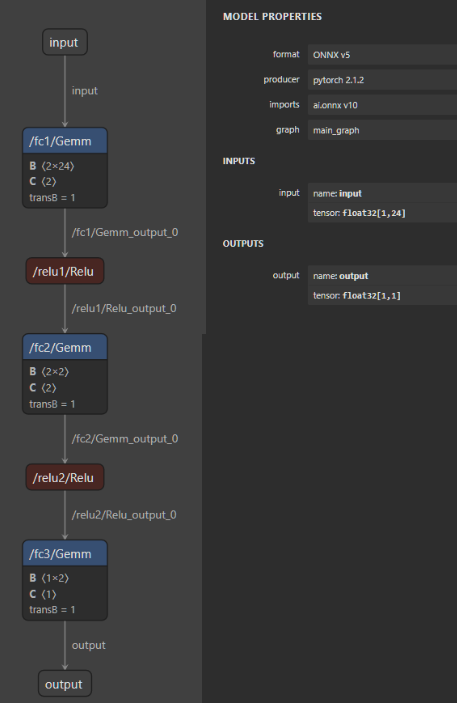 input
input
/fc1/Gemm
B ⟨2×24⟩
C ⟨2⟩
transB = 1
/fc1/Gemm_output_0
/relu1/Relu
/relu1/Relu_output_0
/fc2/Gemm
B ⟨2×2⟩
C ⟨2⟩
transB = 1
/fc2/Gemm_output_0
/relu2/Relu
/relu2/Relu_output_0
/fc3/Gemm
B ⟨1×2⟩
C ⟨1⟩
transB = 1
output
output
MODEL PROPERTIES
format ONNX v5
producer pytorch 2.1.2
imports ai.onnx v10
graph main_graph
INPUTS
input name: input
tensor: float32[1,24]
OUTPUTS
output name: output
tensor: float32[1,1]